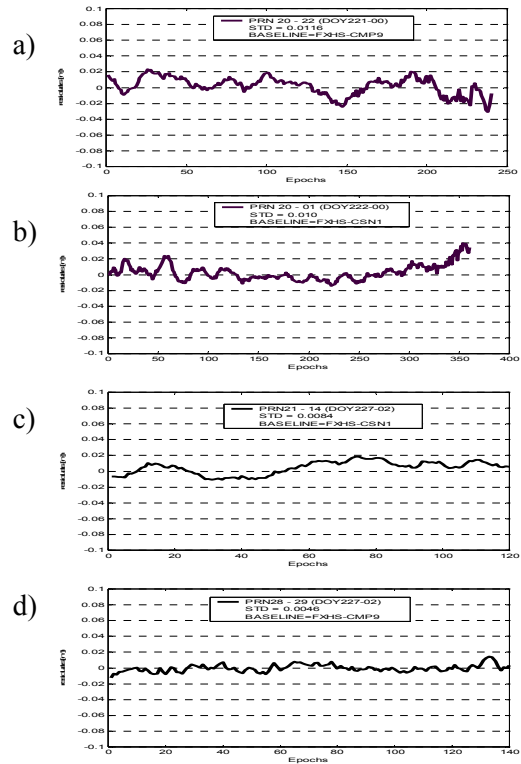 a)
0.1
0.08
0.06
0.04
0.02
0
-0.02
-0.04
-0.06
-0.08
-0.1
PRN 20 - 22 (DOY221-00)
STD = 0.0116
BASELINE=FXHS-CMP9
0 50 100 150 200 250
Epochs
b)
0.1
0.08
0.06
0.04
0.02
0
-0.02
-0.04
-0.06
-0.08
-0.1
PRN 20 - 01 (DOY222-00)
STD = 0.010
BASELINE=FXHS-CSN1
0 50 100 150 200 250 300 350 400
Epochs
c)
0.1
0.08
0.06
0.04
0.02
0
-0.02
-0.04
-0.06
-0.08
-0.1
PRN21 - 14 (DOY227-02)
STD = 0.0084
BASELINE=FXHS-CSN1
0 20 40 60 80 100 120
Epochs
d)
0.1
0.08
0.06
0.04
0.02
0
-0.02
-0.04
-0.06
-0.08
-0.1
PRN28 - 29 (DOY227-02)
STD = 0.0046
BASELINE=FXHS-CMP9
0 20 40 60 80 100 120 140
Epochs